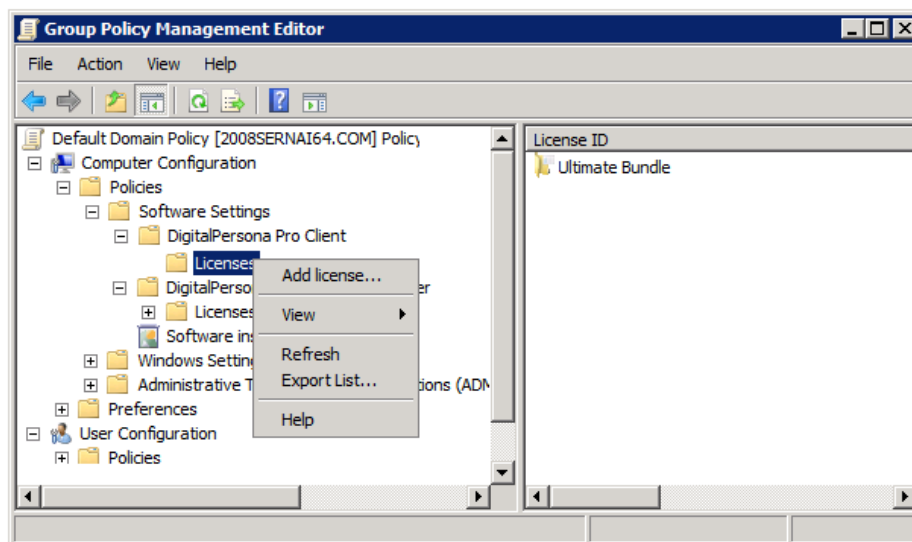 Group Policy Management Editor
File Action View Help
Default Domain Policy [2008SERNAI64.COM] Policy
License ID
Computer Configuration
Ultimate Bundle
Policies
Software Settings
DigitalPersona Pro Client
Licenses
Add license...
DigitalPerso er
Licenses
View
Software ins
Refresh
Windows Setting
Export List...
Administrative T tions (ADM
Preferences
Help
User Configuration
Policies